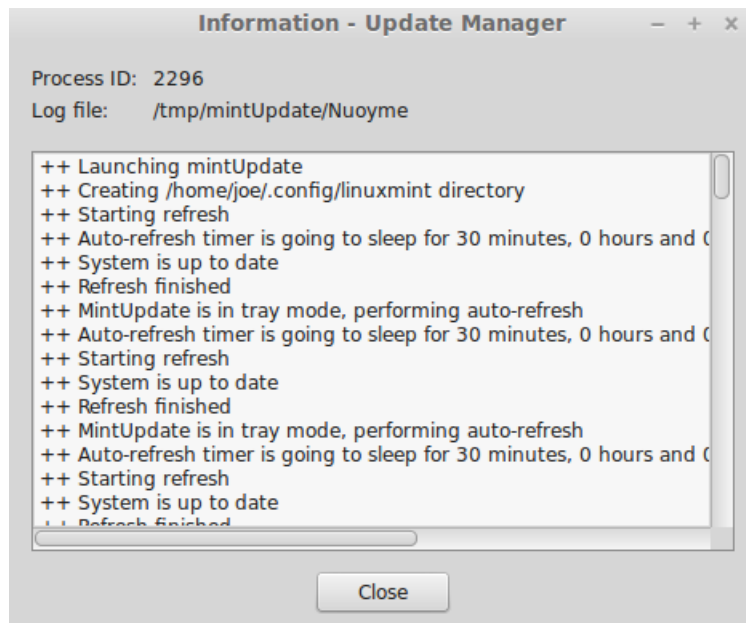 Information - Update Manager
Process ID: 2296
Log file: /tmp/mintUpdate/Nuoyme
++ Launching mintUpdate
++ Creating /home/joe/.config/linuxmint directory
++ Starting refresh
++ Auto-refresh timer is going to sleep for 30 minutes, 0 hours and
++ System is up to date
++ Refresh finished
++ MintUpdate is in tray mode, performing auto-refresh
++ Auto-refresh timer is going to sleep for 30 minutes, 0 hours and
++ Starting refresh
++ System is up to date
++ Refresh finished
++ MintUpdate is in tray mode, performing auto-refresh
++ Auto-refresh timer is going to sleep for 30 minutes, 0 hours and
++ Starting refresh
++ System is up to date
++ Refresh finished
Close